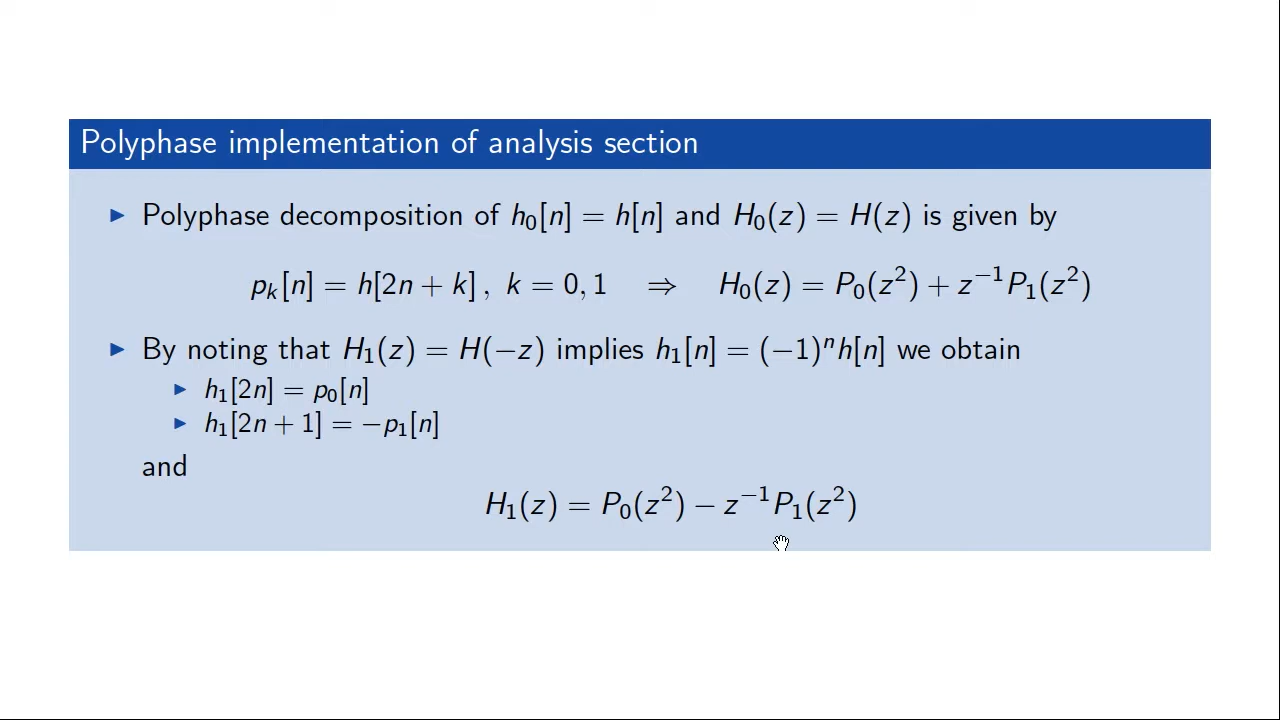 Polyphase implementation of analysis section
▶ Polyphase decomposition of h₀[n] = h[n] and H₀(z) = H(z) is given by
pₖ[n] = h[2n + k] , k = 0, 1 ⇒ H₀(z) = P₀(z²) + z⁻¹P₁(z²)
▶ By noting that H₁(z) = H(−z) implies h₁[n] = (−1)ⁿh[n] we obtain
▶ h₁[2n] = p₀[n]
▶ h₁[2n + 1] = −p₁[n]
and
H₁(z) = P₀(z²) − z⁻¹P₁(z²)